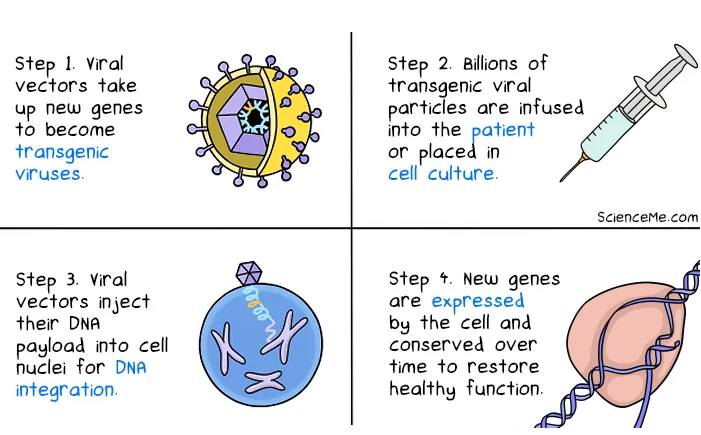 Step 1. Viral
vectors take
up new genes
to become
transgenic
viruses.
Step 2. Billions of
transgenic viral
particles are infused
into the patient
or placed in
cell culture.
ScienceMe.com
Step 3. Viral
vectors inject
their DNA
payload into cell
nuclei for DNA
integration.
Step 4. New genes
are expressed
by the cell and
conserved over
time to restore
healthy function.